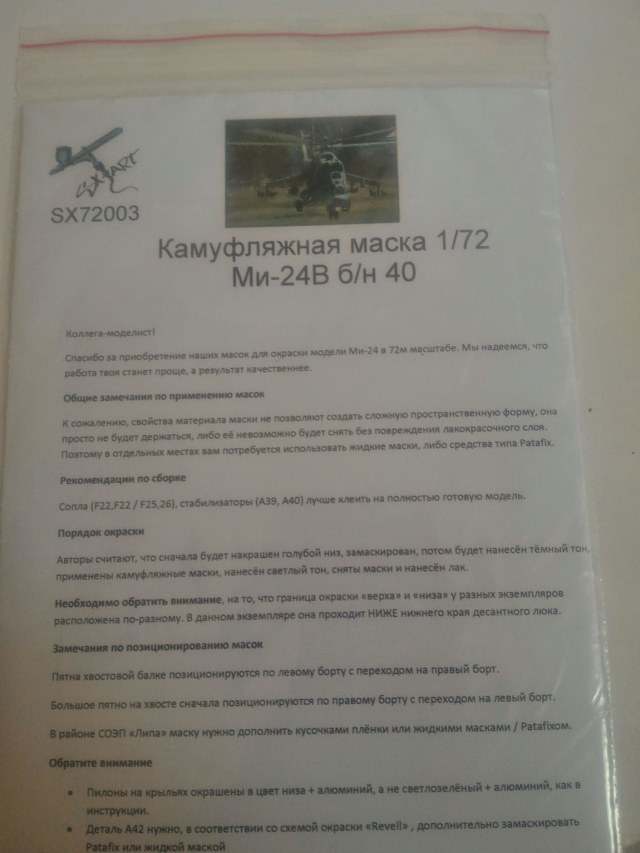 SX-ART
SX72003
Камуфляжная маска 1/72
Ми-24В б/н 40
Коллега-моделист!
Спасибо за приобретение наших масок для окраски модели Ми-24 в 72м масштабе. Мы надеемся, что
работа твоя станет проще, а результат качественнее.
Общие замечания по применению масок
К сожалению, свойства материала маски не позволяют создать сложную пространственную форму, она
просто не будет держаться, либо её невозможно будет снять без повреждения лакокрасочного слоя.
Поэтому в отдельных местах вам потребуется использовать жидкие маски, либо средства типа Patafix.
Рекомендации по сборке
Сопла (F22,F22 / F25,26), стабилизаторы (А39, А40) лучше клеить на полностью готовую модель.
Порядок окраски
Авторы считают, что сначала будет накрашен голубой низ, замаскирован, потом будет нанесён тёмный тон,
применены камуфляжные маски, нанесён светлый тон, сняты маски и нанесён лак.
Необходимо обратить внимание, на то, что граница окраски «верха» и «низа» у разных экземпляров
расположена по-разному. В данном экземпляре она проходит НИЖЕ нижнего края десантного люка.
Замечания по позиционированию масок
Пятна хвостовой балке позиционируются по левому борту с переходом на правый борт.
Большое пятно на хвосте сначала позиционируются по правому борту с переходом на левый борт.
В районе СОЭП «Липа» маску нужно дополнить кусочками плёнки или жидкими масками / Patafixом.
Обратите внимание
• Пилоны на крыльях окрашены в цвет низа + алюминий, а не светлозелёный + алюминий, как в
инструкции.
• Деталь А42 нужно, в соответствии со схемой окраски «Revell» , дополнительно замаскировать
Patafix или жидкой маской